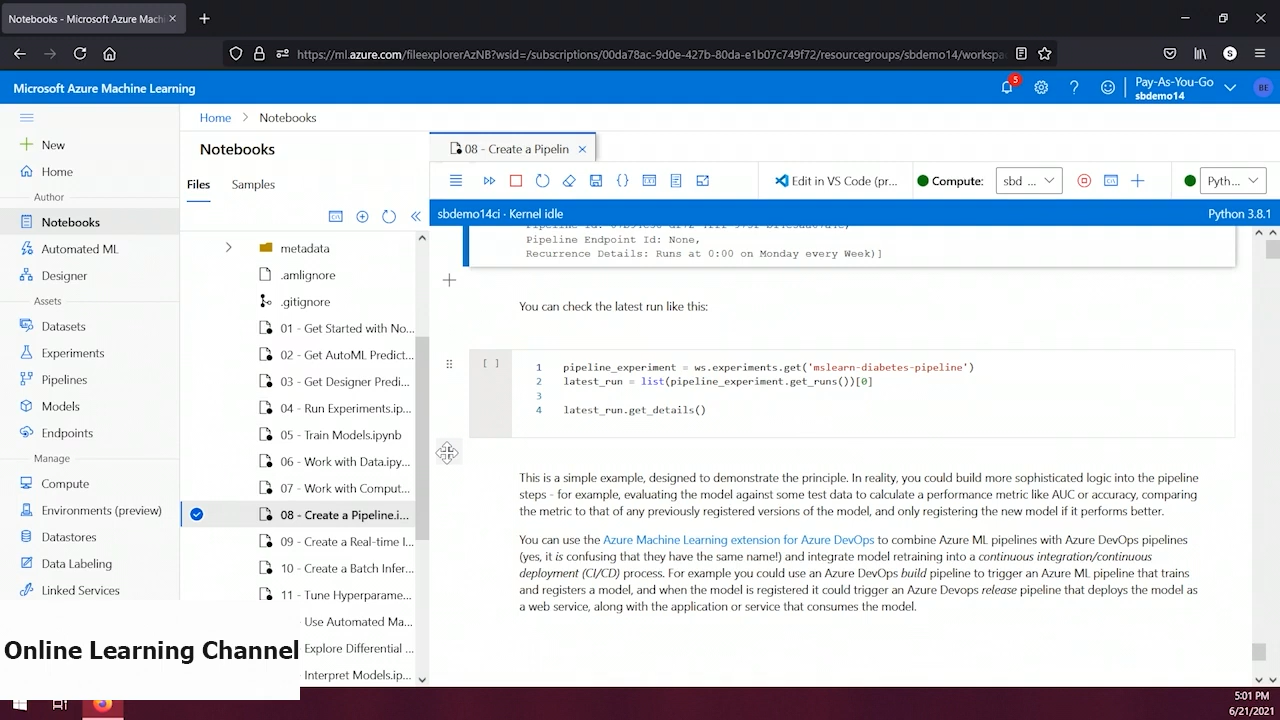 Notebooks - Microsoft Azure Machi
https://ml.azure.com/fileexplorerAzNB?wsid=/subscriptions/00da78ac-9d0e-427b-80da-e1b07c749f72/resourcegroups/sbdemo14/workspa
Microsoft Azure Machine Learning
5
Pay-As-You-Go
sbdemo14
BE
New
Home
Author
Notebooks
Automated ML
Designer
Assets
Datasets
Experiments
Pipelines
Models
Endpoints
Manage
Compute
Environments (preview)
Datastores
Data Labeling
Linked Services
Home > Notebooks
Notebooks
Files Samples
metadata
.amlignore
.gitignore
01 - Get Started with No...
02 - Get AutoML Predict...
03 - Get Designer Predi...
04 - Run Experiments.ip...
05 - Train Models.ipynb
06 - Work with Data.ipy...
07 - Work with Comput...
08 - Create a Pipeline.i...
09 - Create a Real-time I...
10 - Create a Batch Infer...
11 - Tune Hyperparame...
- Use Automated Ma...
Explore Differential ...
Interpret Models.ip...
08 - Create a Pipelin
Edit in VS Code (pr...
Compute:
sbd ...
Pyth...
sbdemo14ci · Kernel idle
Python 3.8.1
Pipeline Endpoint Id: None,
Recurrence Details: Runs at 0:00 on Monday every Week)]
You can check the latest run like this:
[ ]
1 pipeline_experiment = ws.experiments.get('mslearn-diabetes-pipeline')
2 latest_run = list(pipeline_experiment.get_runs())[0]
3
4 latest_run.get_details()
This is a simple example, designed to demonstrate the principle. In reality, you could build more sophisticated logic into the pipeline
steps - for example, evaluating the model against some test data to calculate a performance metric like AUC or accuracy, comparing
the metric to that of any previously registered versions of the model, and only registering the new model if it performs better.
You can use the Azure Machine Learning extension for Azure DevOps to combine Azure ML pipelines with Azure DevOps pipelines
(yes, it is confusing that they have the same name!) and integrate model retraining into a continuous integration/continuous
deployment (CI/CD) process. For example you could use an Azure DevOps build pipeline to trigger an Azure ML pipeline that trains
and registers a model, and when the model is registered it could trigger an Azure Devops release pipeline that deploys the model as
a web service, along with the application or service that consumes the model.
Online Learning Channel
5:01 PM
6/21/2021